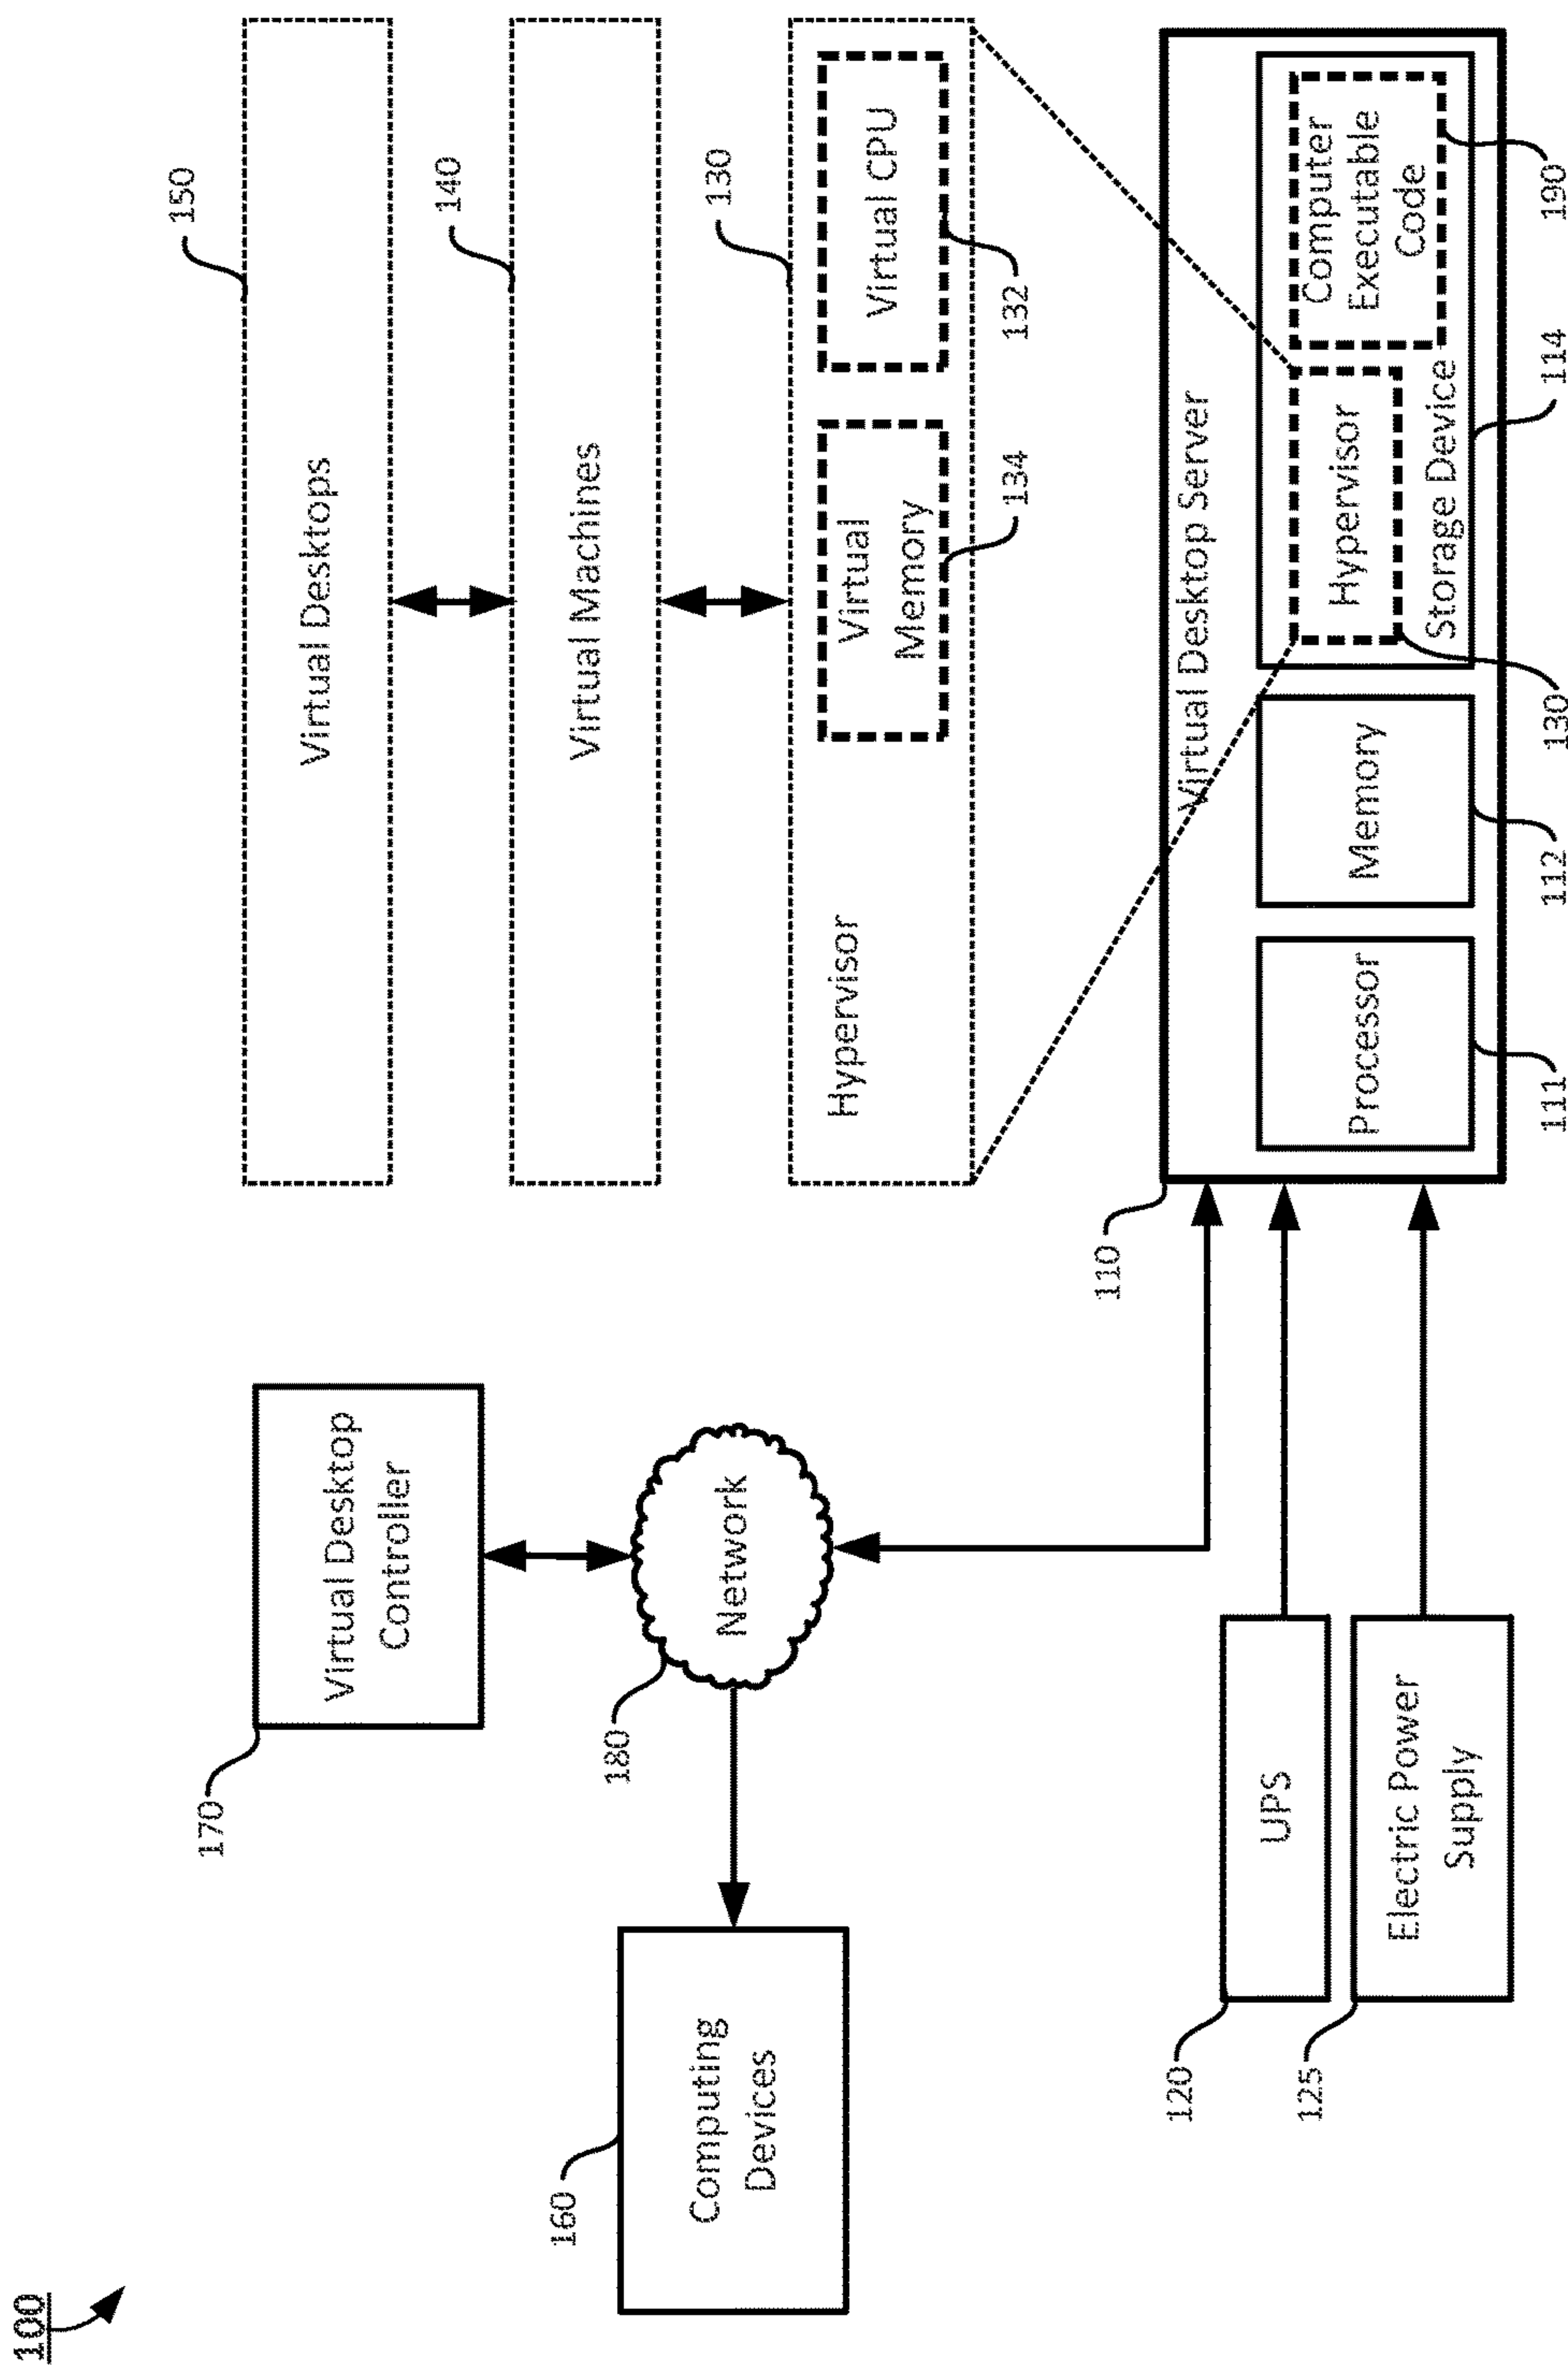 100
170
Virtual Desktop
Controller
150
Virtual Desktops
140
Virtual Machines
180
Network
160
Computing
Devices
130
Hypervisor
Virtual
Memory
Virtual CPU
134
132
110
Virtual Desktop Server
120
UPS
125
Electric Power
Supply
Processor
Memory
Hypervisor
Computer
Executable
Code
Storage Device
111
112
130
114
190